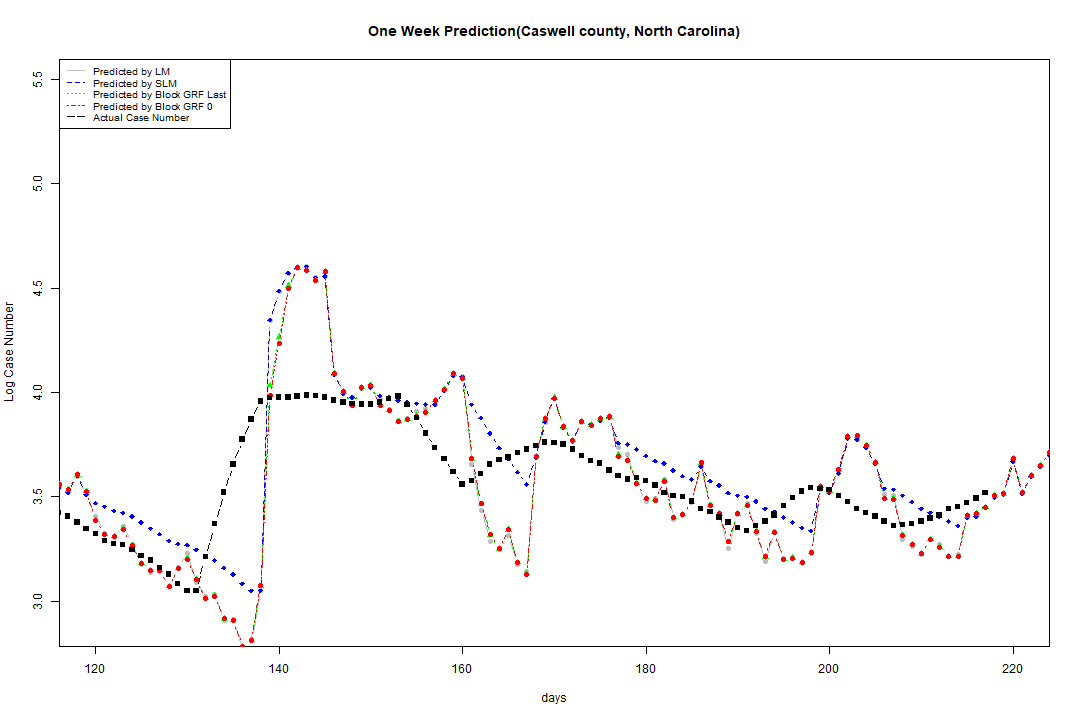 One Week Prediction(Caswell county, North Carolina)
Predicted by LM
Predicted by SLM
Predicted by Block GRF Last
Predicted by Block GRF 0
Actual Case Number
5.5
5.0
4.5
4.0
3.5
3.0
Log Case Number
120 140 160 180 200 220
days